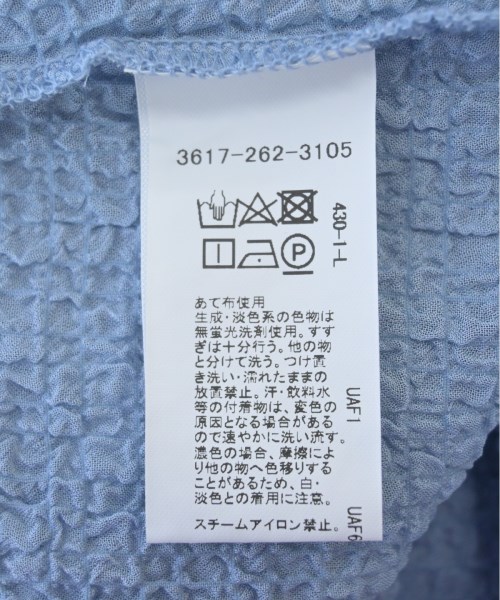 3617-262-3105
430-1-L
P
あて布使用
生成・淡色系の色物は
無蛍光洗剤使用。すす
ぎは十分行う。他の物
と分けて洗う。つけ置
き洗い・濡れたままの
放置禁止。汗・飲料水
等の付着物は、変色の
原因となる場合がある
ので速やかに洗い流す。
濃色の場合、摩擦によ
り他の物へ色移りする
ことがあるため、白・
淡色との着用に注意。
スチームアイロン禁止。
UAF1
UAF6